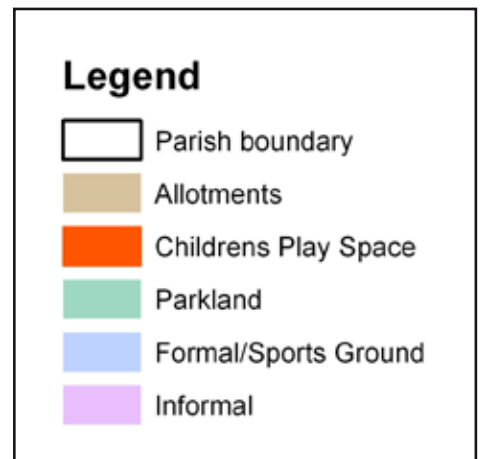 Legend
Parish boundary
Allotments
Childrens Play Space
Parkland
Formal/Sports Ground
Informal